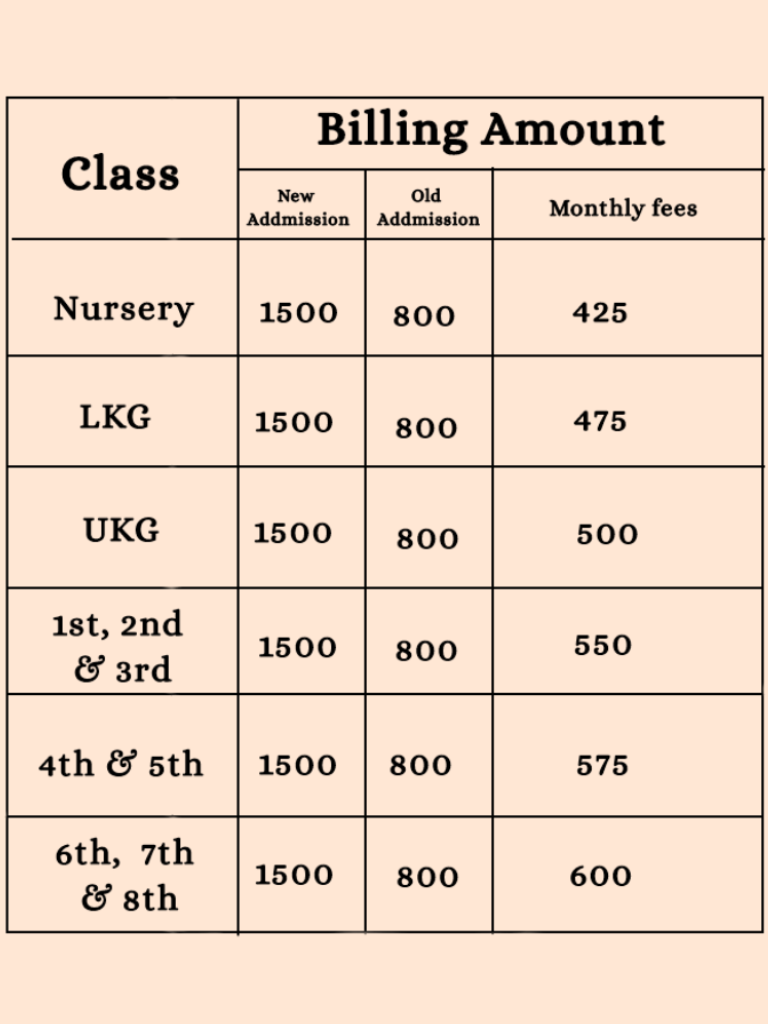 Class
Billing Amount
New
Addmission
Old
Addmission
Monthly fees
Nursery
1500
800
425
LKG
1500
800
475
UKG
1500
800
500
1st, 2nd
& 3rd
1500
800
550
4th & 5th
1500
800
575
6th, 7th
& 8th
1500
800
600